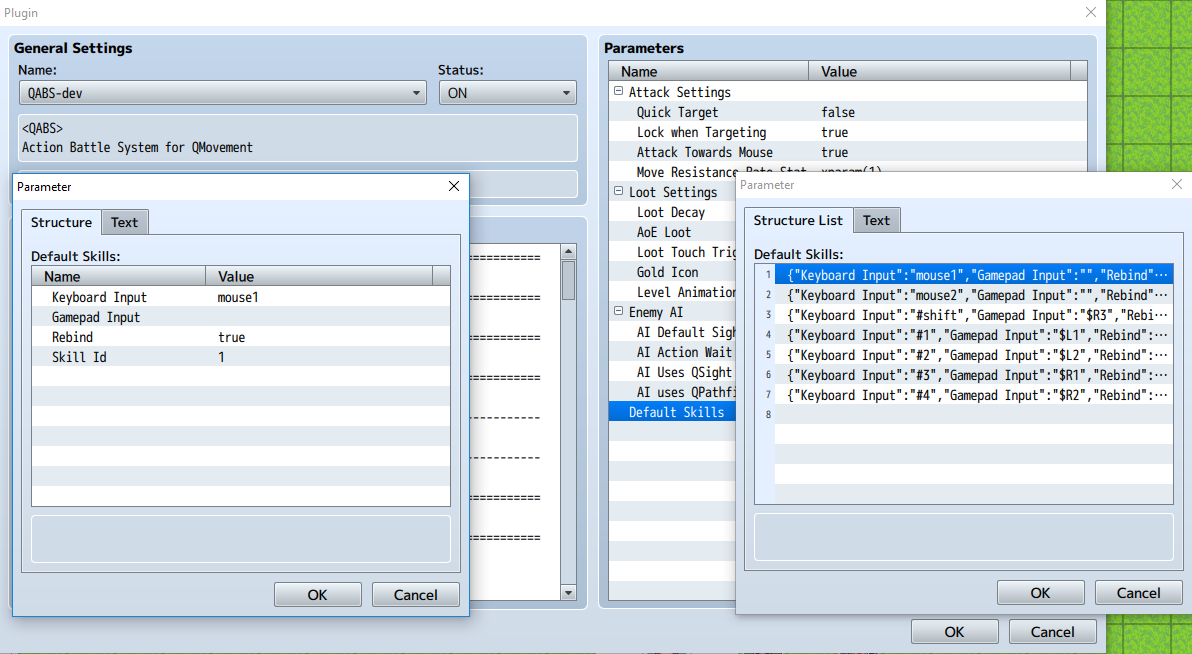 Plugin
General Settings
Name:
Status:
QABS-dev
ON
<QABS>
Action Battle System for QMovement
Parameters
Name Value
Attack Settings
Quick Target false
Lock when Targeting true
Attack Towards Mouse true
Move Resistance Rate Stat xparam(1)
Loot Settings
Loot Decay
AoE Loot
Loot Touch Trig
Gold Icon
Level Animation
Enemy AI
AI Default Sigh
AI Action Wait
AI Uses QSight
AI uses QPathfi
Default Skills
===========
===========
===========
===========
-----------
-----------
===========
===========
OK
Cancel
Parameter
Structure
Text
Default Skills:
Name Value
Keyboard Input mouse1
Gamepad Input
Rebind true
Skill Id 1
OK
Cancel
Parameter
Structure List
Text
Default Skills:
1 {"Keyboard Input":"mouse1","Gamepad Input":"","Rebind"···
2 {"Keyboard Input":"mouse2","Gamepad Input":"","Rebind"···
3 {"Keyboard Input":"#shift","Gamepad Input":"$R3","Rebi···
4 {"Keyboard Input":"#1","Gamepad Input":"$L1","Rebind":···
5 {"Keyboard Input":"#2","Gamepad Input":"$L2","Rebind":···
6 {"Keyboard Input":"#3","Gamepad Input":"$R1","Rebind":···
7 {"Keyboard Input":"#4","Gamepad Input":"$R2","Rebind":···
8
OK
Cancel